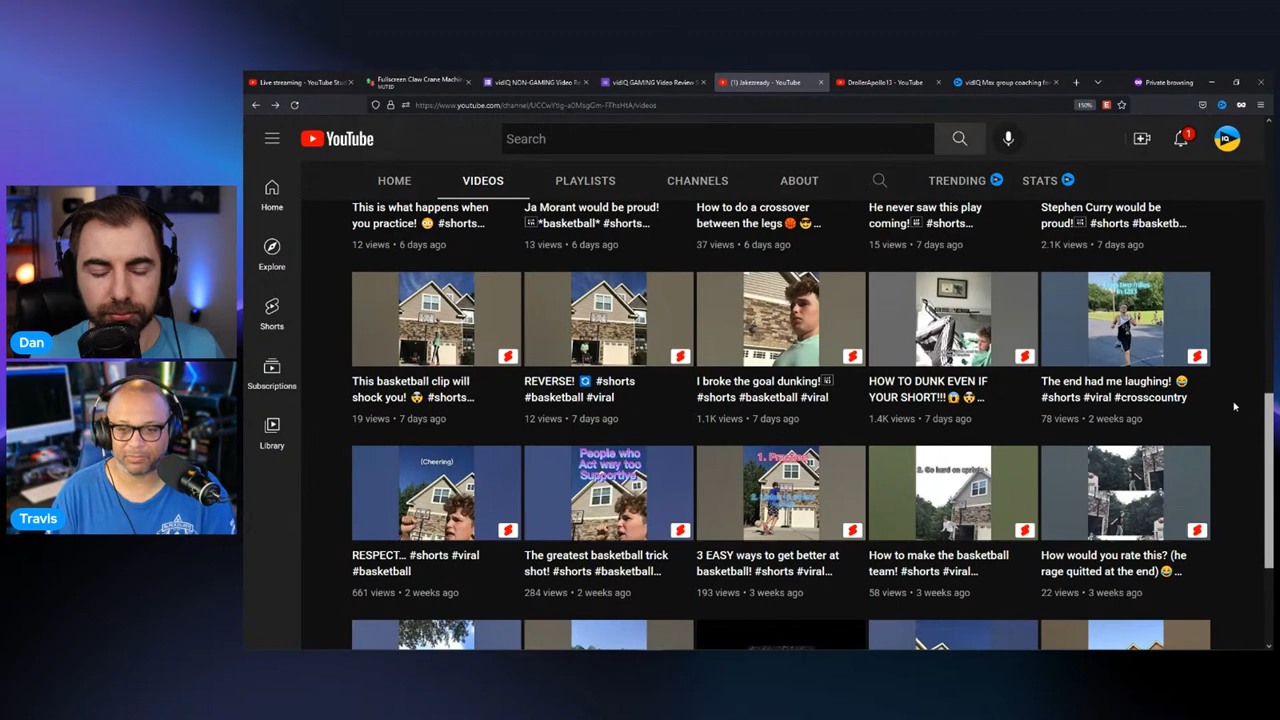 Live streaming - YouTube Stud
Fullscreen Claw Crane Machin
MUTED
vidIQ NON-GAMING Video Re
vidIQ GAMING Video Review S
(1) Jakezready - YouTube
DrollerApollo13 - YouTube
vidIQ Max group coaching fo
Private browsing
150%
YouTube
Search
1
IQ
HOME
VIDEOS
PLAYLISTS
CHANNELS
ABOUT
TRENDING
STATS
Home
Explore
Shorts
Subscriptions
Library
Dan
Travis
This is what happens when
you practice! 😳 #shorts...
12 views • 6 days ago
Ja Morant would be proud!
*basketball* #shorts...
13 views • 6 days ago
How to do a crossover
between the legs 🏀 😎...
37 views • 6 days ago
He never saw this play
coming! #shorts...
15 views • 7 days ago
Stephen Curry would be
proud! #shorts #basketb...
2.1K views • 7 days ago
This basketball clip will
shock you! 🤯 #shorts...
19 views • 7 days ago
REVERSE! 🔄 #shorts
#basketball #viral
12 views • 7 days ago
I broke the goal dunking!
#shorts #basketball #viral
1.1K views • 7 days ago
HOW TO DUNK EVEN IF
YOUR SHORT!!!😱 🤯...
1.4K views • 7 days ago
The end had me laughing! 😂
#shorts #viral #crosscountry
78 views • 2 weeks ago
(Cheering)
RESPECT... #shorts #viral
#basketball
661 views • 2 weeks ago
People who
Act way too
Supportive
The greatest basketball trick
shot! #shorts #basketball...
284 views • 2 weeks ago
1. Practice
3 EASY ways to get better at
basketball! #shorts #viral...
193 views • 3 weeks ago
2. Go hard on sprints
How to make the basketball
team! #shorts #viral...
58 views • 3 weeks ago
How would you rate this? (he
rage quitted at the end)😂...
22 views • 3 weeks ago